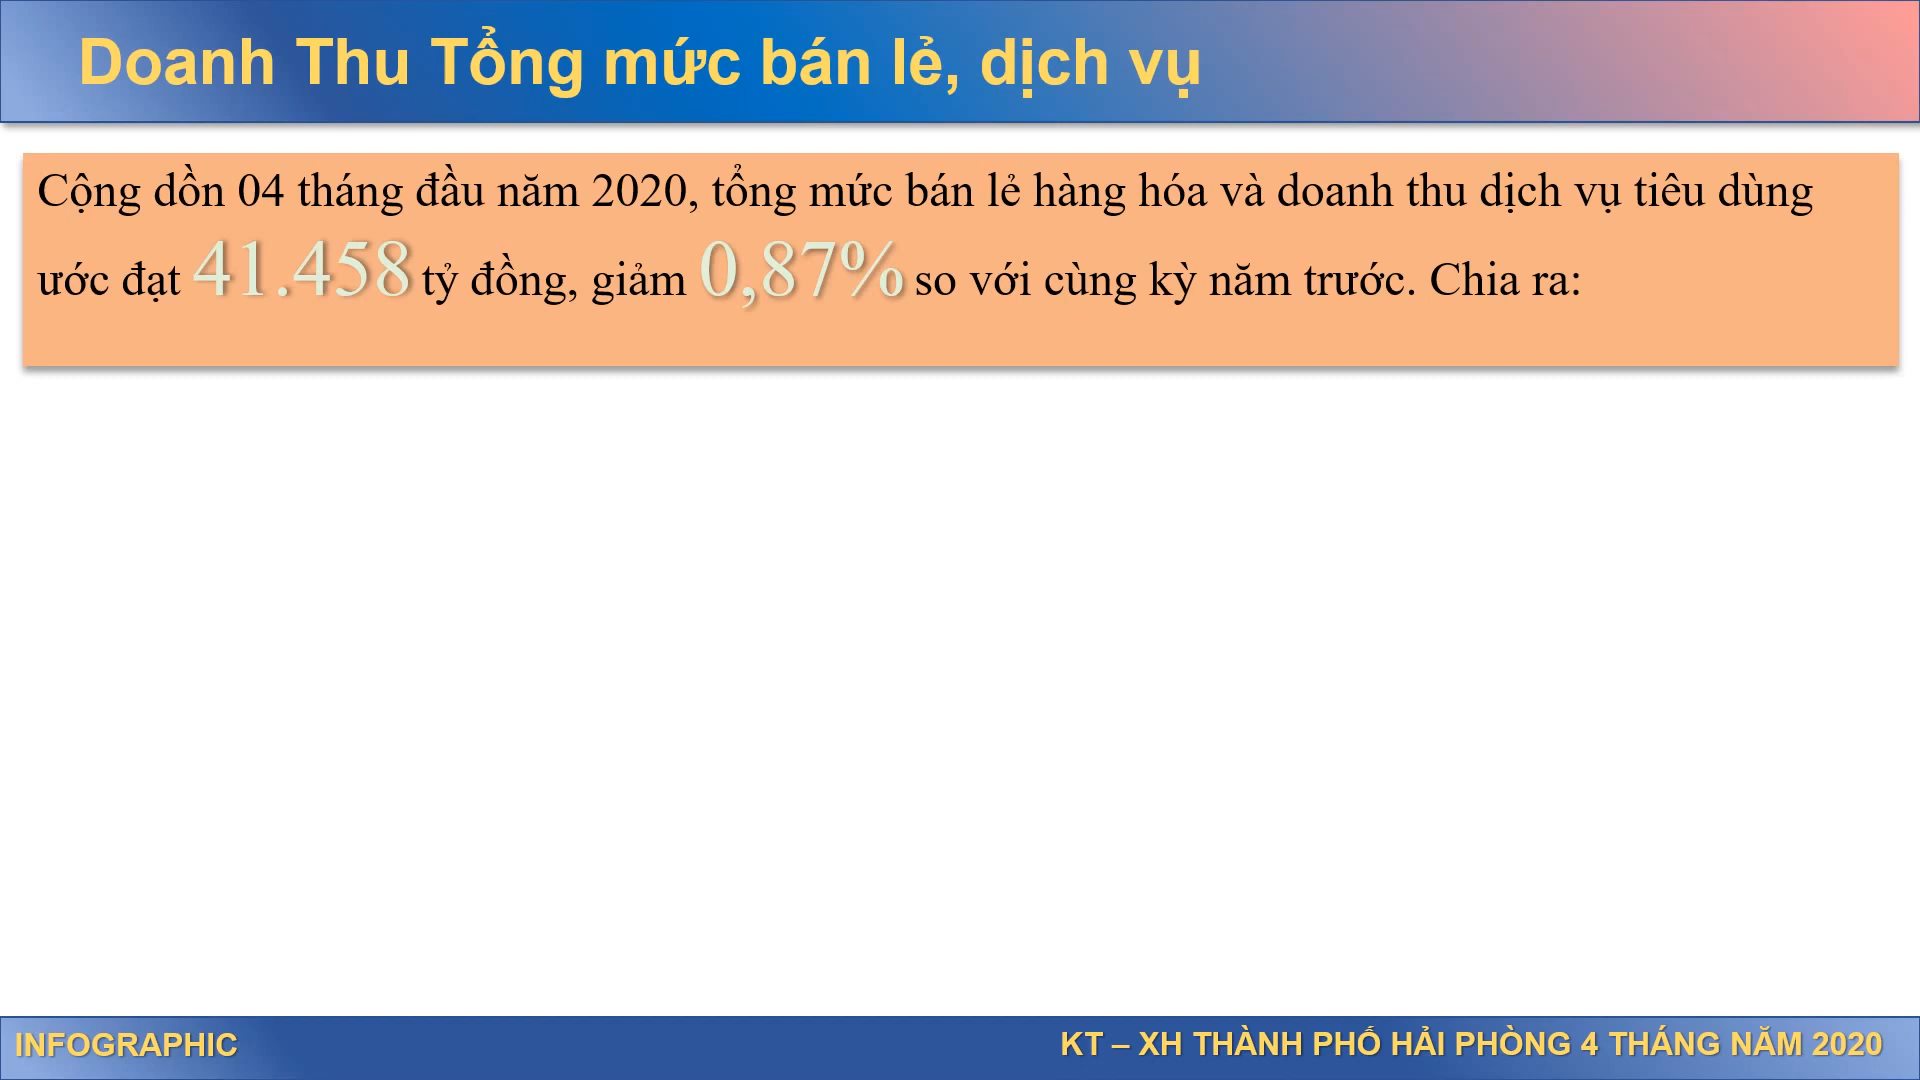 Doanh Thu Tổng mức bán lẻ, dịch vụ
Cộng dồn 04 tháng đầu năm 2020, tổng mức bán lẻ hàng hóa và doanh thu dịch vụ tiêu dùng
ước đạt 41.458 tỷ đồng, giảm 0,87% so với cùng kỳ năm trước. Chia ra:
INFOGRAPHIC
KT – XH THÀNH PHỐ HẢI PHÒNG 4 THÁNG NĂM 2020